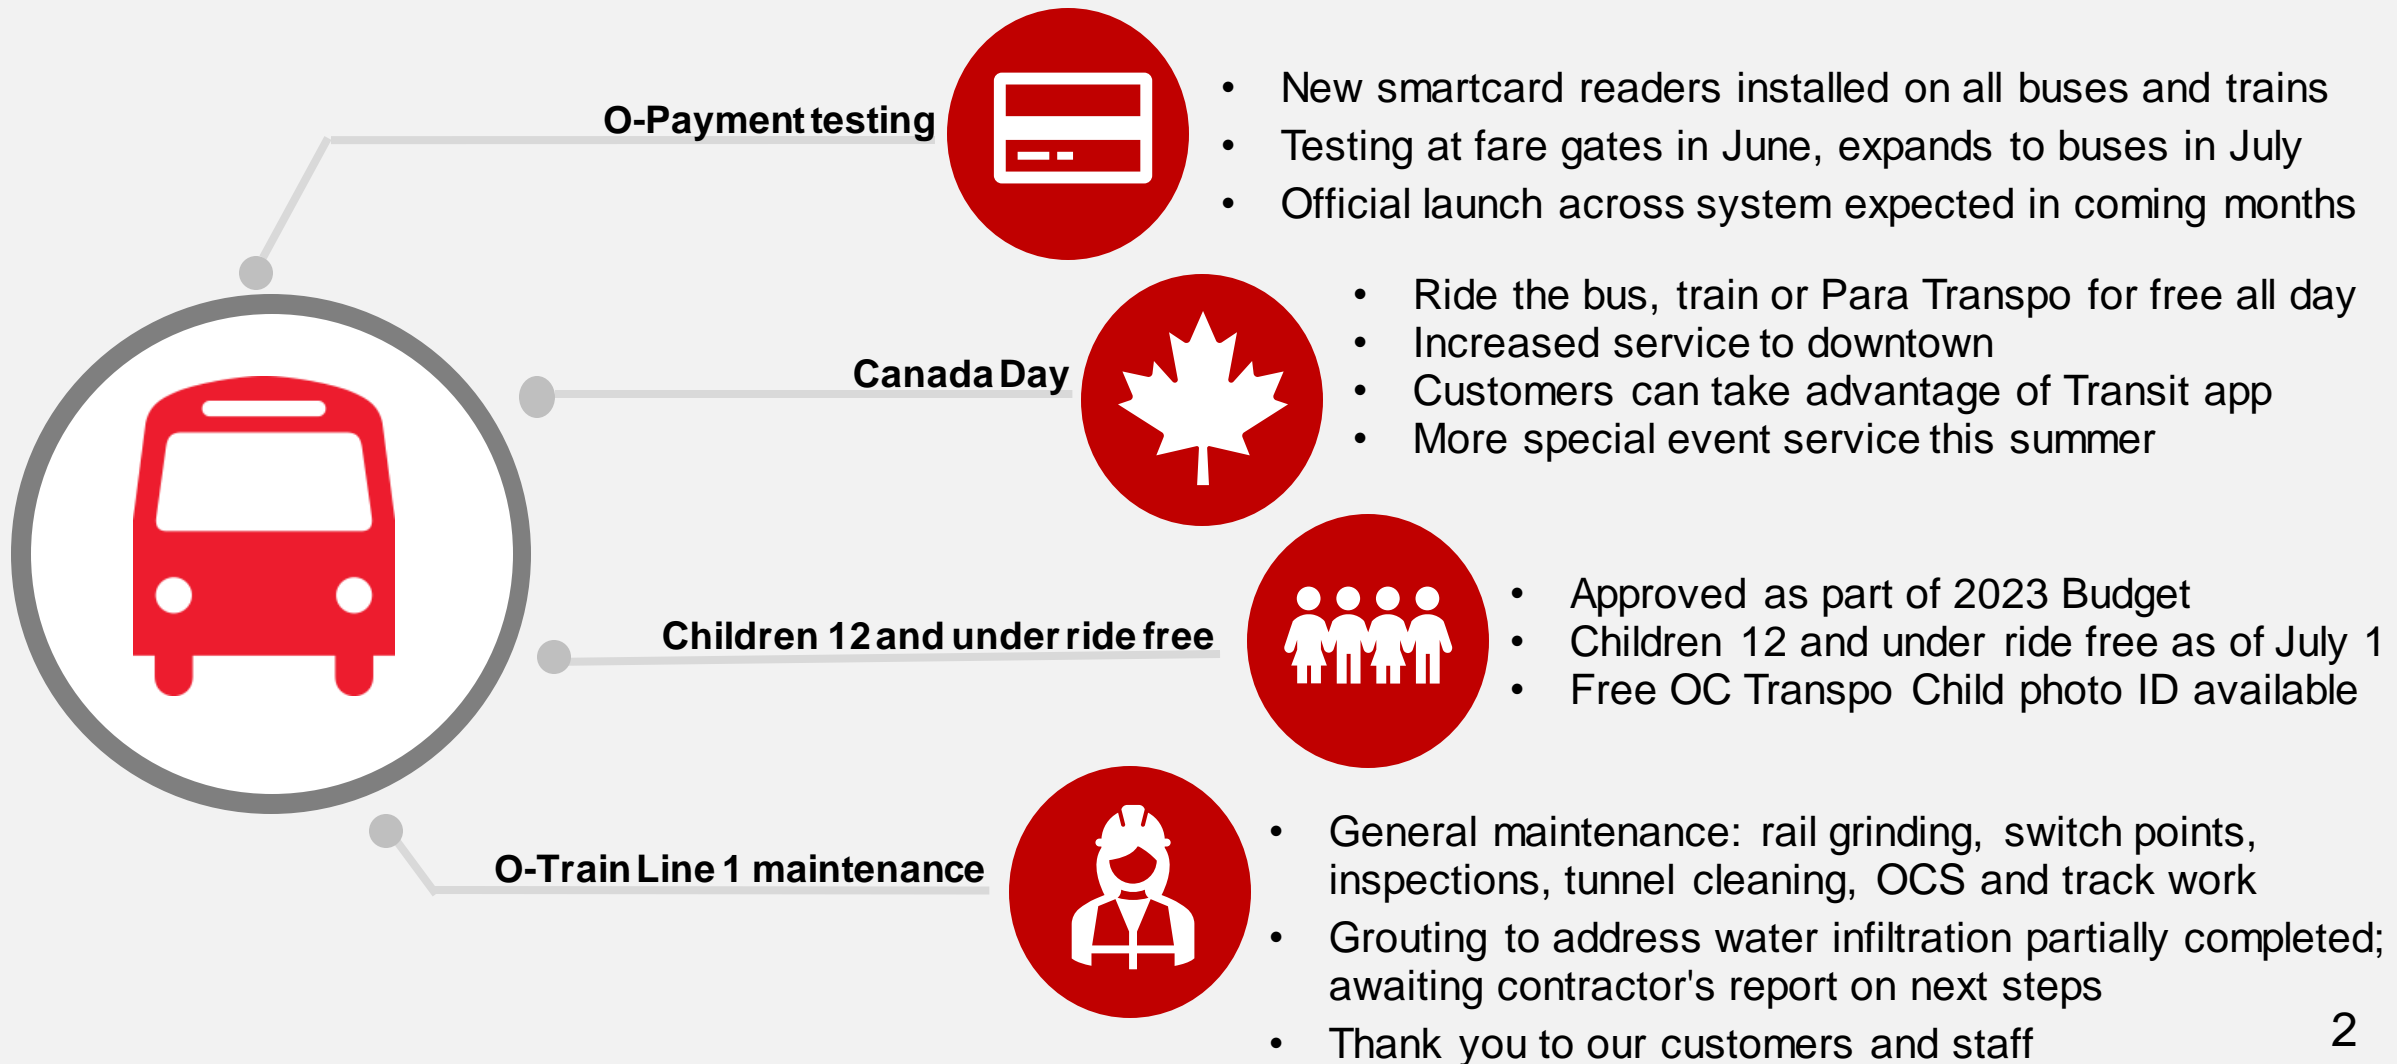 O-Payment testing
• New smartcard readers installed on all buses and trains
• Testing at fare gates in June, expands to buses in July
• Official launch across system expected in coming months
Canada Day
• Ride the bus, train or Para Transpo for free all day
• Increased service to downtown
• Customers can take advantage of Transit app
• More special event service this summer
Children 12 and under ride free
• Approved as part of 2023 Budget
• Children 12 and under ride free as of July 1
• Free OC Transpo Child photo ID available
O-Train Line 1 maintenance
• General maintenance: rail grinding, switch points,
inspections, tunnel cleaning, OCS and track work
• Grouting to address water infiltration partially completed;
awaiting contractor's report on next steps
• Thank you to our customers and staff
2